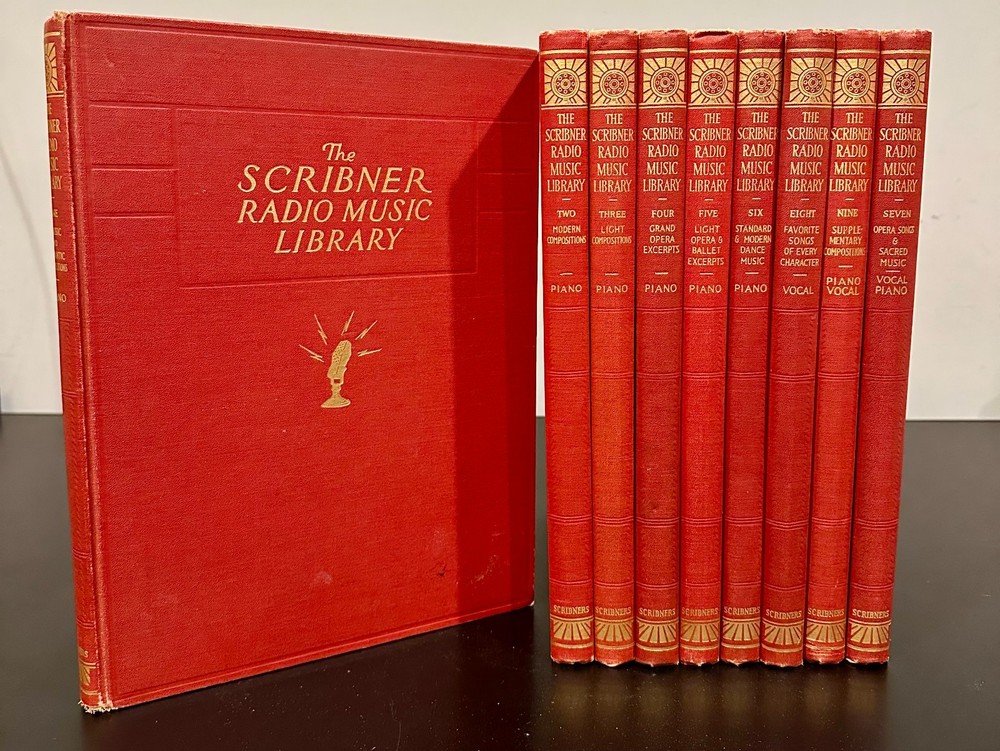 The
SCRIBNER
RADIO MUSIC
LIBRARY
THE
SCRIBNER
RADIO
MUSIC
LIBRARY
TWO
MODERN
COMPOSITIONS
PIANO
SCRIBNERS
THE
SCRIBNER
RADIO
MUSIC
LIBRARY
THREE
LIGHT
COMPOSITIONS
PIANO
SCRIBNERS
THE
SCRIBNER
RADIO
MUSIC
LIBRARY
FOUR
GRAND
OPERA
EXCERPTS
PIANO
SCRIBNERS
THE
SCRIBNER
RADIO
MUSIC
LIBRARY
FIVE
LIGHT
OPERA &
BALLET
EXCERPTS
PIANO
SCRIBNERS
THE
SCRIBNER
RADIO
MUSIC
LIBRARY
SIX
STANDARD
& MODERN
DANCE
MUSIC
PIANO
SCRIBNERS
THE
SCRIBNER
RADIO
MUSIC
LIBRARY
EIGHT
FAVORITE
SONGS
OF EVERY
CHARACTER
VOCAL
SCRIBNERS
THE
SCRIBNER
RADIO
MUSIC
LIBRARY
NINE
SUPPLE-
MENTARY
COMPOSITIONS
PIANO
VOCAL
SCRIBNERS
THE
SCRIBNER
RADIO
MUSIC
LIBRARY
SEVEN
OPERA SONGS
&
SACRED
MUSIC
VOCAL
PIANO
SCRIBNERS